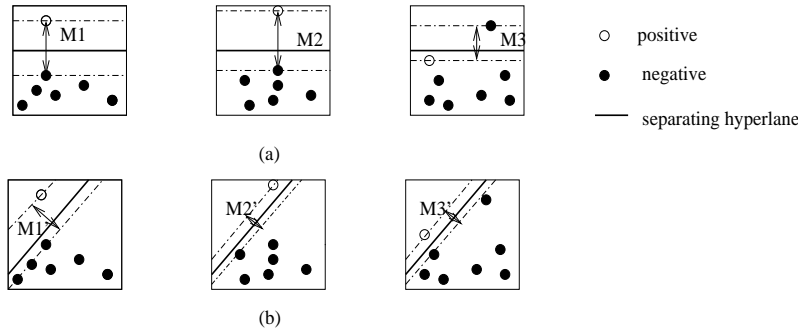 M1
M2
M3
positive
negative
separating hyperlane
(a)
M1'
M2'
M3'
(b)